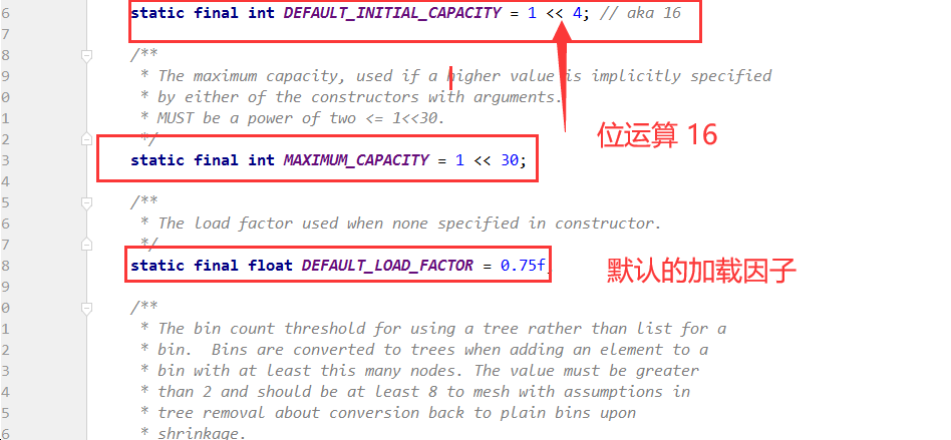 6 static final int DEFAULT_INITIAL_CAPACITY = 1 << 4; // aka 16
7
8 /**
9 * The maximum capacity, used if a higher value is implicitly specified
0 * by either of the constructors with arguments.
1 * MUST be a power of two <= 1<<30.
2 */
位运算 16
3 static final int MAXIMUM_CAPACITY = 1 << 30;
4
5 /**
6 * The load factor used when none specified in constructor.
7 */
8 static final float DEFAULT_LOAD_FACTOR = 0.75f;
默认的加载因子
9
0 /**
1 * The bin count threshold for using a tree rather than list for a
2 * bin.  Bins are converted to trees when adding an element to a
3 * bin with at least this many nodes. The value must be greater
4 * than 2 and should be at least 8 to mesh with assumptions in
5 * tree removal about conversion back to plain bins upon
6 * shrinkage.